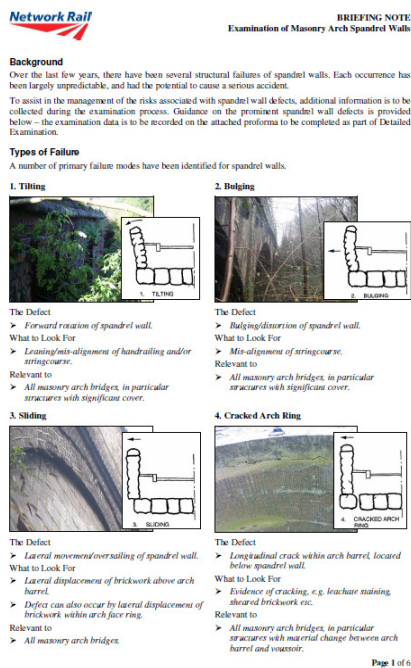 Network Rail
BRIEFING NOTE
Examination of Masonry Arch Spandrel Walls
Background
Over the last few years, there have been several structural failures of spandrel walls. Each occurrence has
been largely unpredictable, and had the potential to cause a serious accident.
To assist in the management of the risks associated with spandrel wall defects, additional information is to be
collected during the examination process. Guidance on the prominent spandrel wall defects is provided
below – the examination data is to be recorded on the attached proforma to be completed as part of Detailed
Examination.
Types of Failure
A number of primary failure modes have been identified for spandrel walls.
1. Tilting
1. TILTING
The Defect
➢ Forward rotation of spandrel wall.
What to Look For
➢ Leaning/mis-alignment of handrailing and/or
stringcourse.
Relevant to
➢ All masonry arch bridges, in particular
structures with significant cover.
2. Bulging
2. BULGING
The Defect
➢ Bulging/distortion of spandrel wall.
What to Look For
➢ Mis-alignment of stringcourse.
Relevant to
➢ All masonry arch bridges, in particular
structures with significant cover.
3. Sliding
3. SLIDING
The Defect
➢ Lateral movement/oversailing of spandrel wall.
What to Look For
➢ Lateral displacement of brickwork above arch
barrel.
➢ Defect can also occur by lateral displacement of
brickwork within arch face ring.
Relevant to
➢ All masonry arch bridges.
4. Cracked Arch Ring
4. CRACKED ARCH
RING
The Defect
➢ Longitudinal crack within arch barrel, located
below spandrel wall.
What to Look For
➢ Evidence of cracking, e.g. leachate staining,
sheared brickwork etc.
Relevant to
➢ All masonry arch bridges, in particular
structures with material change between arch
barrel and voussoir.
Page 1 of 6